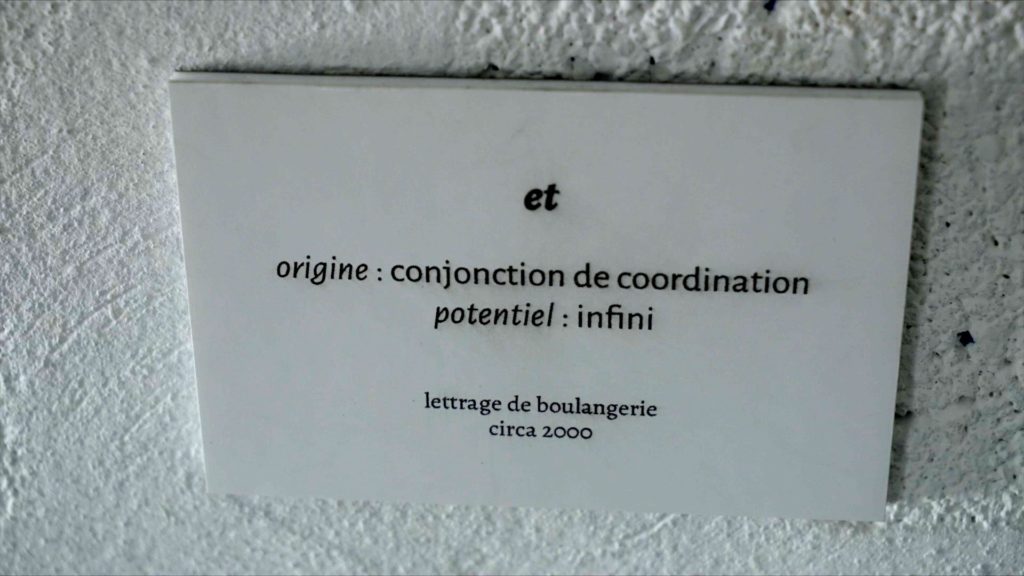 et
origine : conjonction de coordination
potentiel : infini
lettrage de boulangerie
circa 2000